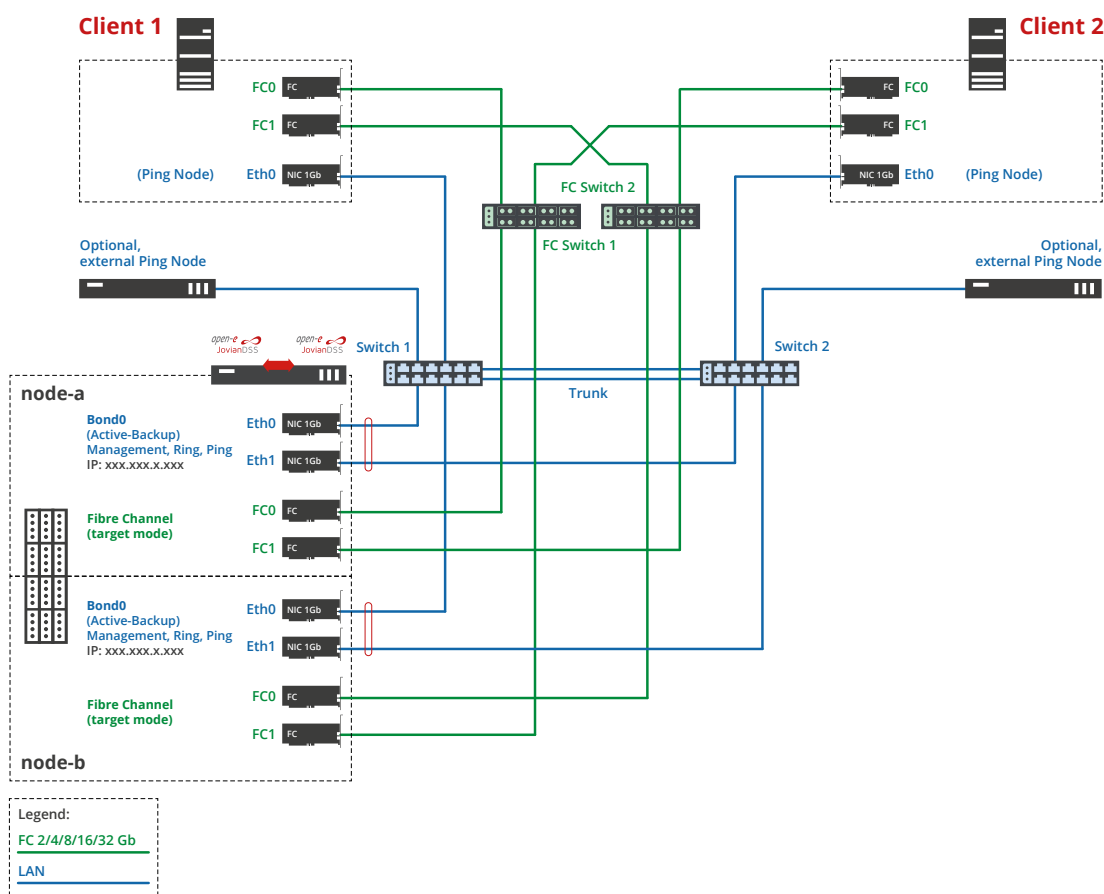 Client 1
Client 2
FC0
FC
FC1
FC
(Ping Node)
Eth0
NIC 1Gb
FC
FC0
FC
FC1
NIC 1Gb
Eth0
(Ping Node)
FC Switch 2
FC Switch 1
Optional,
external Ping Node
Optional,
external Ping Node
open-e
JovianDSS
open-e
JovianDSS
Switch 1
Switch 2
Trunk
node-a
Bond0
(Active-Backup)
Management, Ring, Ping
IP: xxx.xxx.x.xxx
Eth0
NIC 1Gb
Eth1
NIC 1Gb
Fibre Channel
(target mode)
FC0
FC
FC1
FC
Bond0
(Active-Backup)
Management, Ring, Ping
IP: xxx.xxx.x.xxx
Eth0
NIC 1Gb
Eth1
NIC 1Gb
Fibre Channel
(target mode)
FC0
FC
FC1
FC
node-b
Legend:
FC 2/4/8/16/32 Gb
LAN